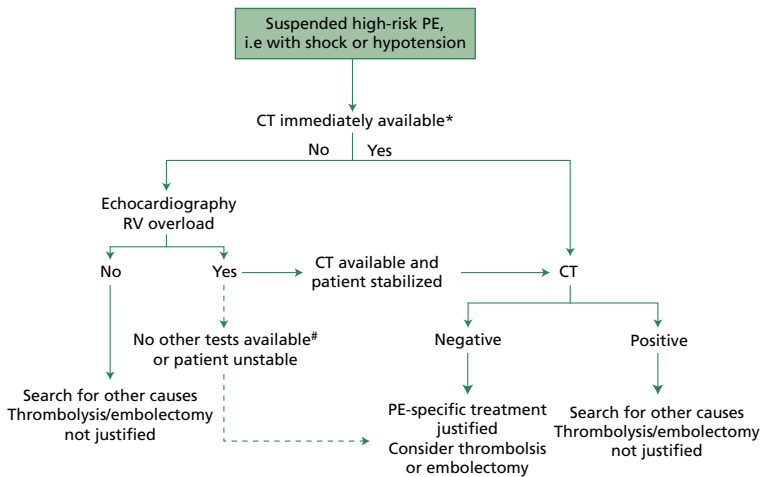 Suspended high-risk PE,
i.e with shock or hypotension
CT immediately available*
No
Yes
Echocardiography
RV overload
No
Yes
CT available and
patient stabilized
CT
No other tests available#
or patient unstable
Negative
Positive
Search for other causes
Thrombolysis/embolectomy
not justified
PE-specific treatment
justified
Consider thrombolsis
or embolectomy
Search for other causes
Thrombolysis/embolectomy
not justified